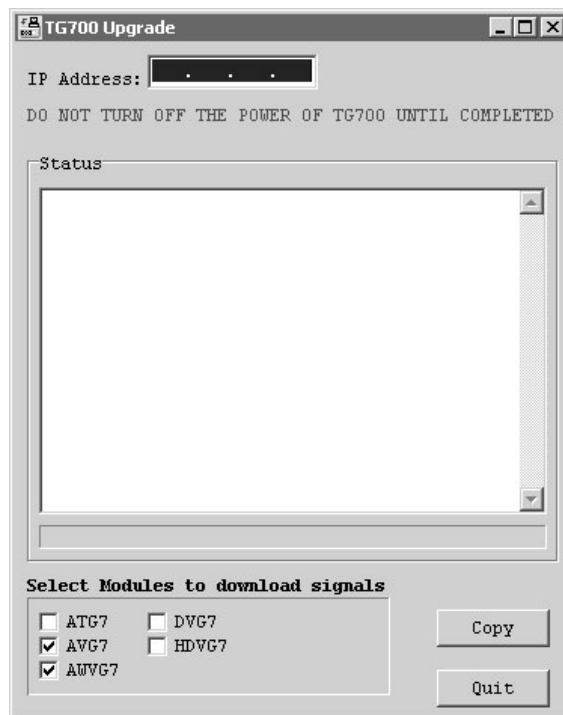 TG700 Upgrade
IP Address: . . .
DO NOT TURN OFF THE POWER OF TG700 UNTIL COMPLETED
Status
Select Modules to download signals
ATG7 DVG7
AVG7 HDVG7
AWVG7
Copy
Quit